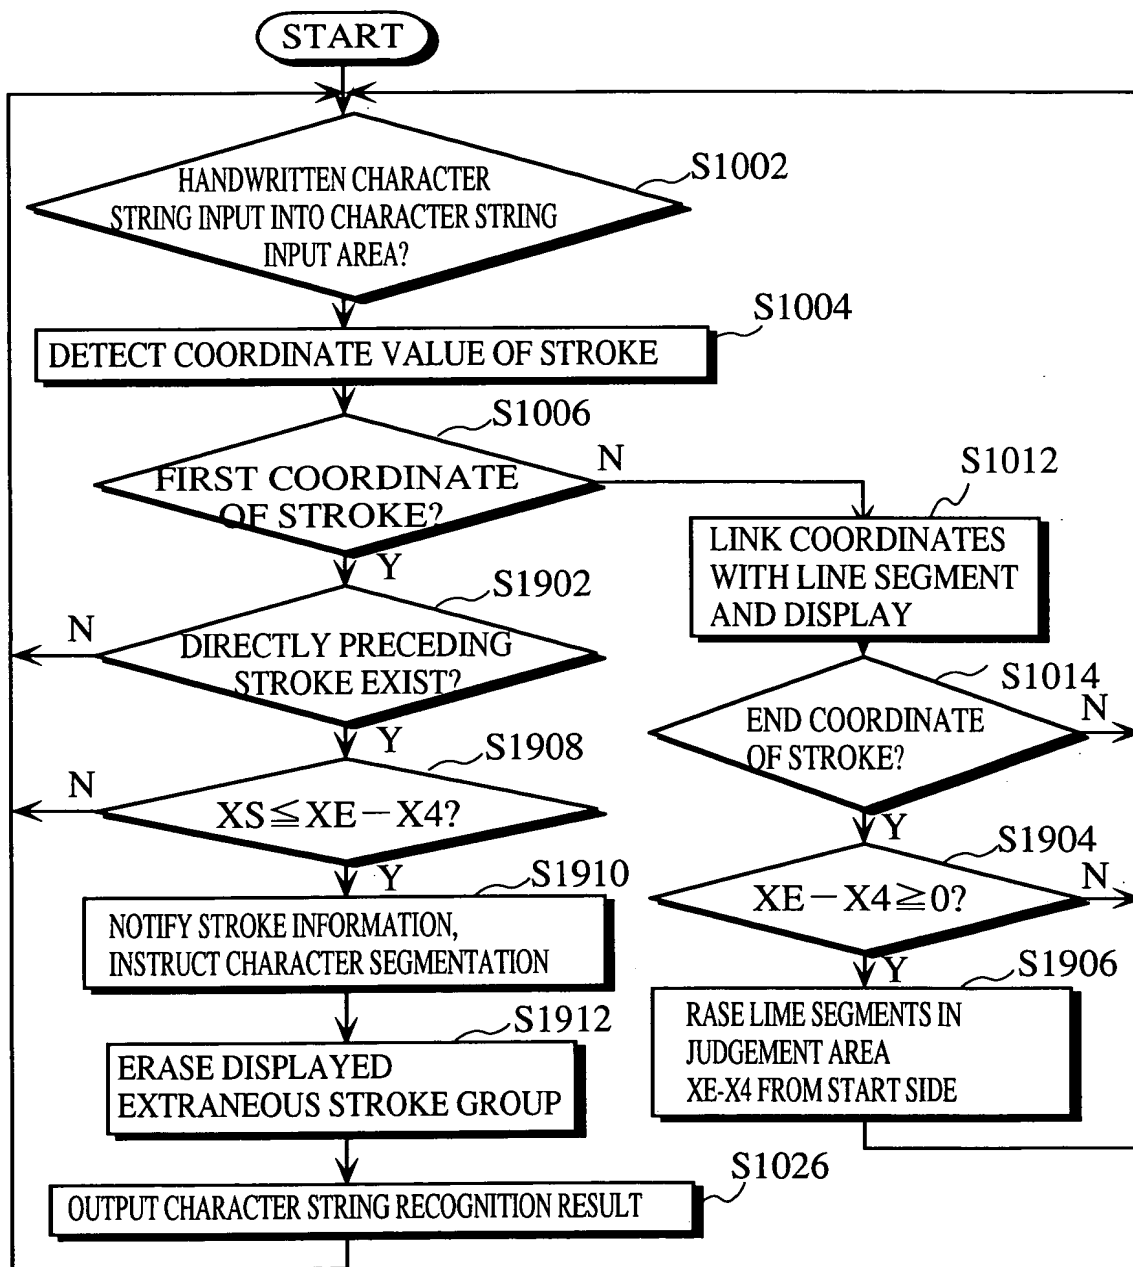 START
HANDWRITTEN CHARACTER
STRING INPUT INTO CHARACTER STRING
INPUT AREA?
S1002
DETECT COORDINATE VALUE OF STROKE
S1004
FIRST COORDINATE
OF STROKE?
S1006
N
Y
LINK COORDINATES
WITH LINE SEGMENT
AND DISPLAY
S1012
DIRECTLY PRECEDING
STROKE EXIST?
S1902
N
Y
END COORDINATE
OF STROKE?
S1014
N
Y
XS≦XE－X4?
S1908
N
Y
XE－X4≧0?
S1904
N
Y
NOTIFY STROKE INFORMATION,
INSTRUCT CHARACTER SEGMENTATION
S1910
RASE LIME SEGMENTS IN
JUDGEMENT AREA
XE-X4 FROM START SIDE
S1906
ERASE DISPLAYED
EXTRANEOUS STROKE GROUP
S1912
OUTPUT CHARACTER STRING RECOGNITION RESULT
S1026